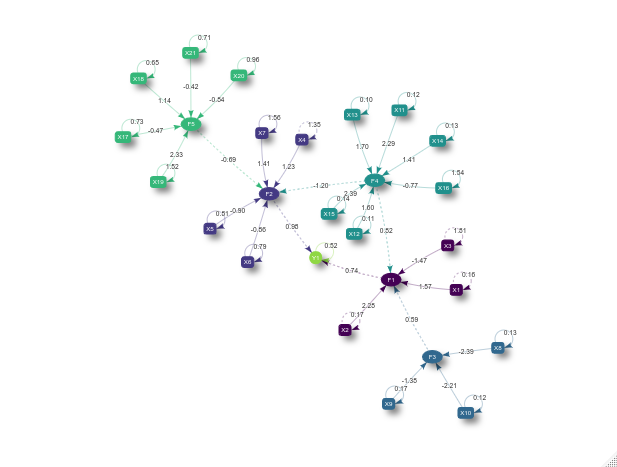 0.71
X21
0.65
X18
0.96
X20
-0.42
1.14
-0.54
0.73
X17
-0.47
F5
2.33
1.52
X19
-0.69
1.56
X7
1.35
X4
1.41
1.23
F2
0.51
-0.90
X5
-0.56
0.79
X6
0.95
0.10
X13
0.12
X11
0.13
X14
1.70
2.29
1.41
-1.20
F4
-0.77
1.54
X16
2.39
0.14
X15
1.60
0.11
X12
0.52
0.52
Y1
0.74
F1
1.51
X3
-1.47
0.16
X1
1.57
2.25
0.17
X2
0.59
F3
0.13
X8
-2.39
-1.35
0.17
X9
-2.21
0.12
X10